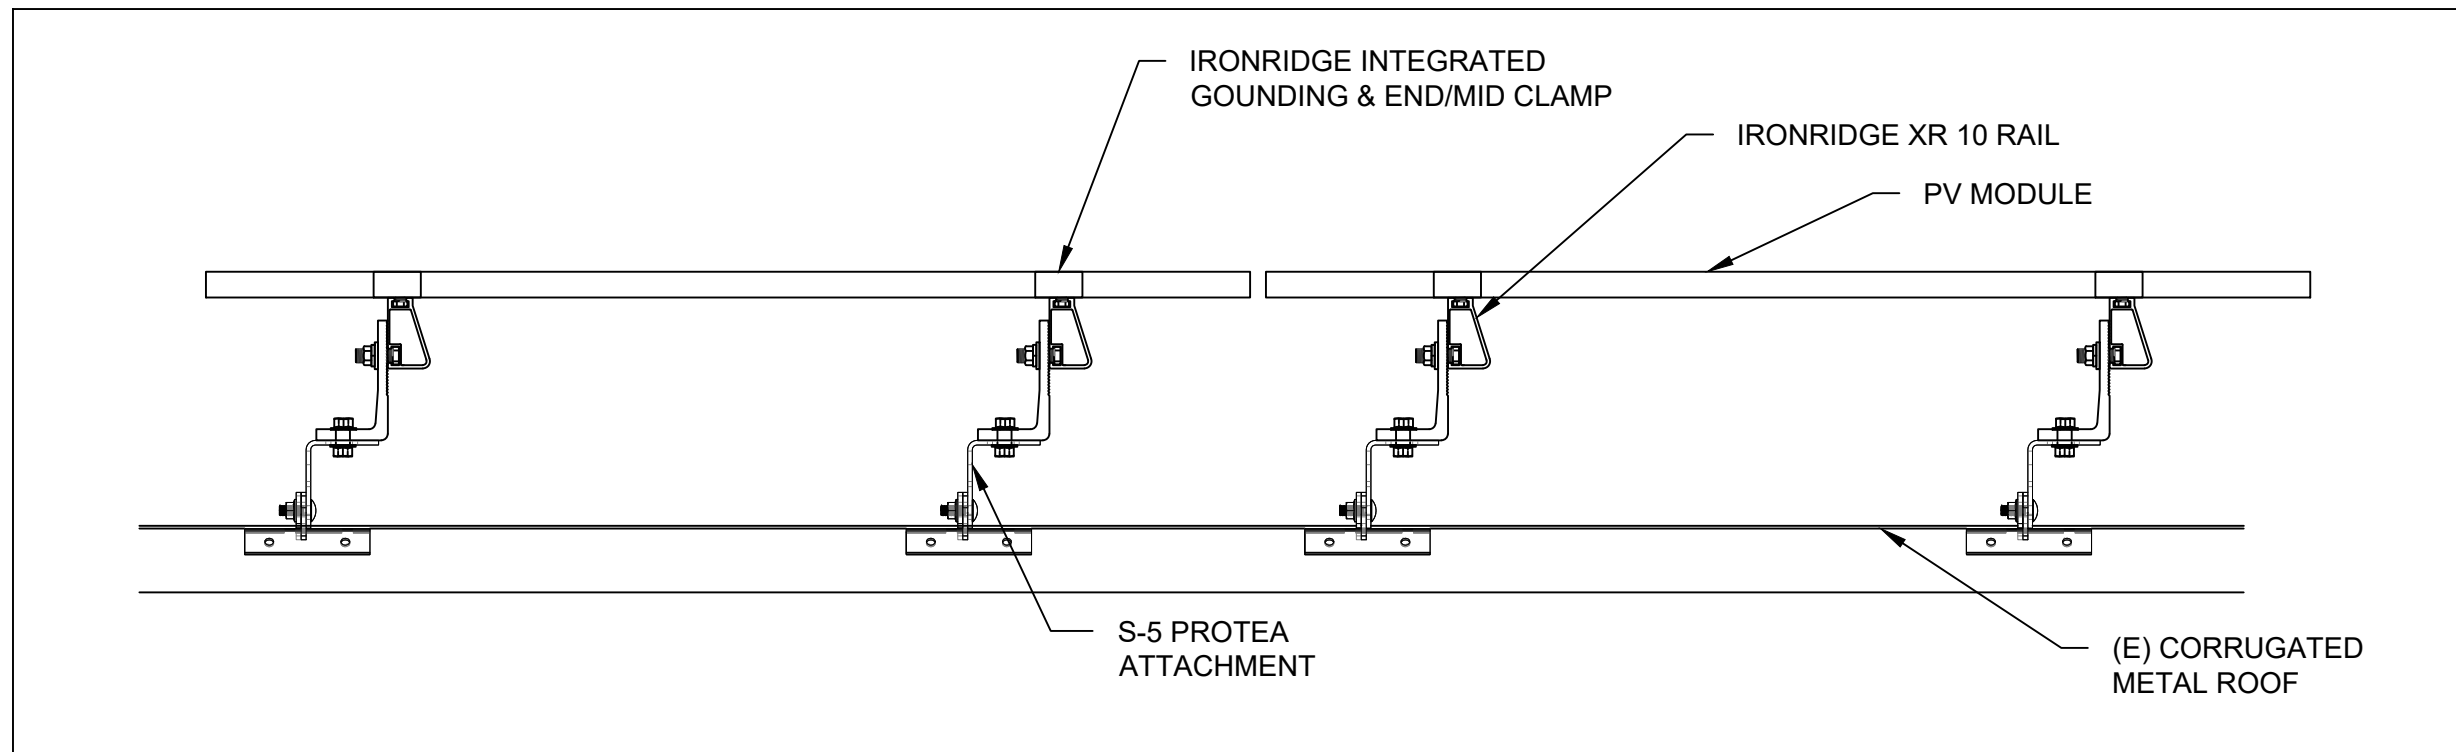 IRONRIDGE INTEGRATED
GOUNDING & END/MID CLAMP
IRONRIDGE XR 10 RAIL
PV MODULE
S-5 PROTEA
ATTACHMENT
(E) CORRUGATED
METAL ROOF